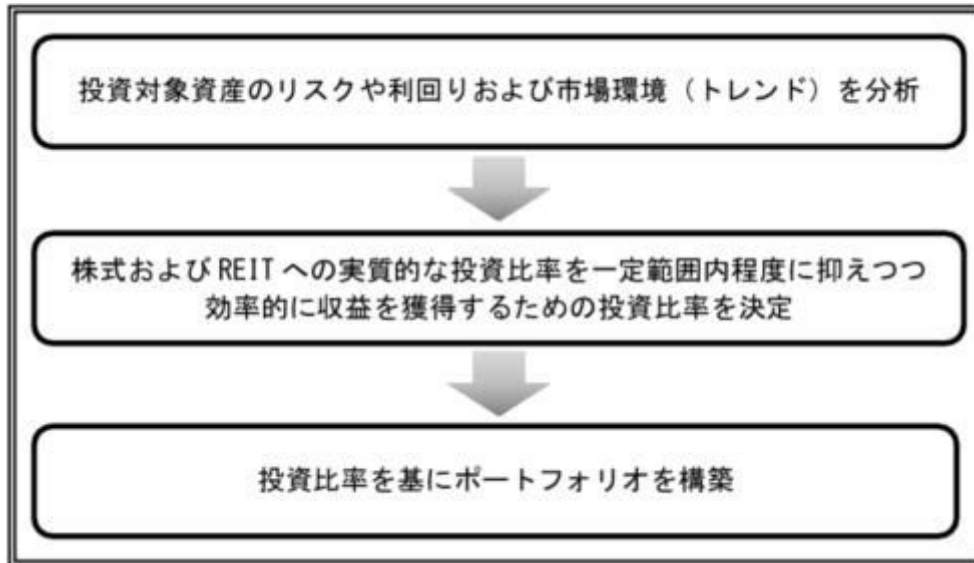 投資対象資産のリスクや利回りおよび市場環境（トレンド）を分析
株式および REIT への実質的な投資比率を一定範囲内程度に抑えつつ
効率的に収益を獲得するための投資比率を決定
投資比率を基にポートフォリオを構築